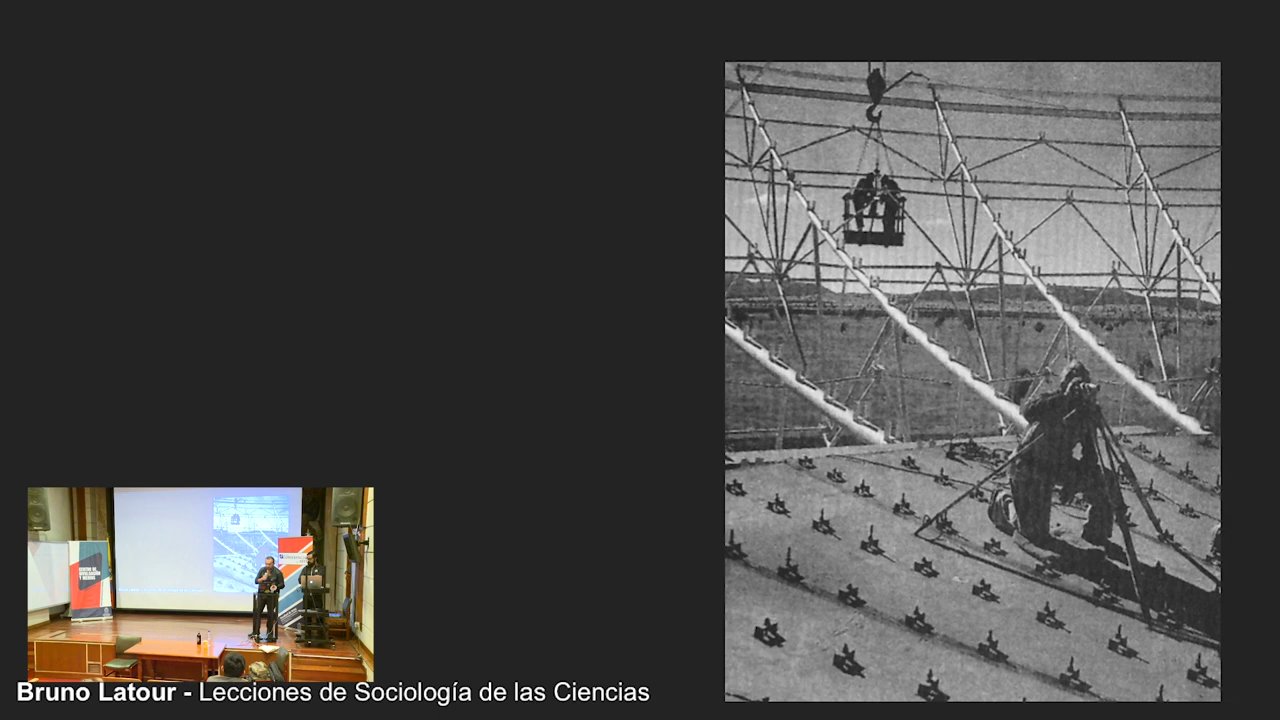 Bruno Latour - Lecciones de Sociología de las Ciencias